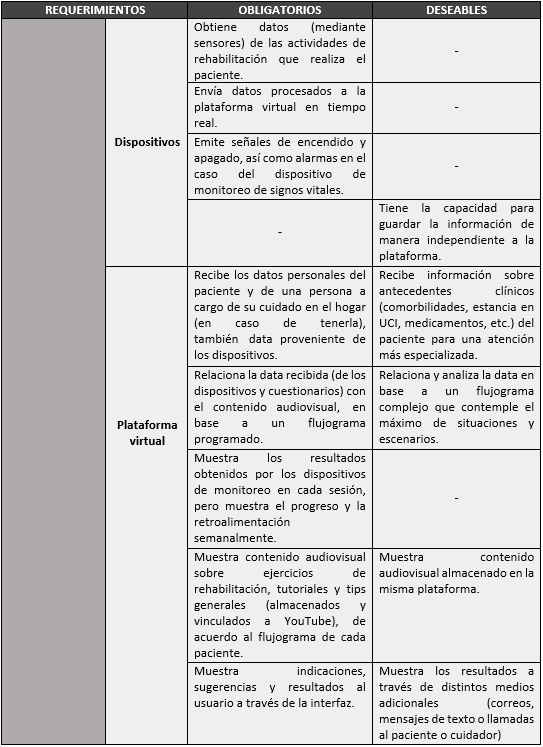 REQUERIMIENTOS OBLIGATORIOS DESEABLES
Dispositivos
Obtiene datos (mediante
sensores) de las actividades de
rehabilitación que realiza el
paciente.
-
Envía datos procesados a la
plataforma virtual en tiempo
real.
-
Emite señales de encendido y
apagado, así como alarmas en el
caso del dispositivo de
monitoreo de signos vitales.
-
-
Tiene la capacidad para
guardar la información de
manera independiente a la
plataforma.
Plataforma
virtual
Recibe los datos personales del
paciente y de una persona a
cargo de su cuidado en el hogar
(en caso de tenerla),
también data proveniente de
los dispositivos.
Recibe información sobre
antecedentes clínicos
(comorbilidades, estancia en
UCI, medicamentos, etc.) del
paciente para una atención
más especializada.
Relaciona la data recibida (de los
dispositivos y cuestionarios) con
el contenido audiovisual, en
base a un flujograma
programado.
Relaciona y analiza la data en
base a un flujograma
complejo que contemple el
máximo de situaciones y
escenarios.
Muestra los resultados
obtenidos por los dispositivos
de monitoreo en cada sesión,
pero muestra el progreso y la
retroalimentación
semanalmente.
-
Muestra contenido audiovisual
sobre ejercicios de
rehabilitación, tutoriales y tips
generales (almacenados y
vinculados a YouTube), de
acuerdo al flujograma de cada
paciente.
Muestra contenido
audiovisual almacenado en la
misma plataforma.
Muestra indicaciones,
sugerencias y resultados al
usuario a través de la interfaz.
Muestra los resultados a
través de distintos medios
adicionales (correos,
mensajes de texto o llamadas
al paciente o cuidador)